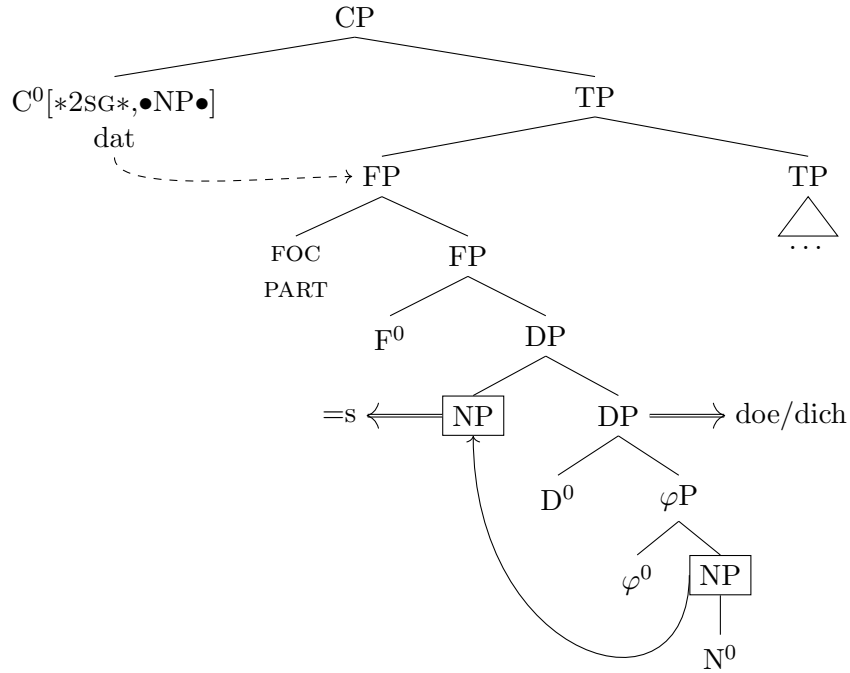 CP
C⁰[∗2SG∗,●NP●]
TP
dat
FP
TP
FOC
FP
...
PART
F⁰
DP
=s
NP
DP
doe/dich
D⁰
φP
φ⁰
NP
N⁰